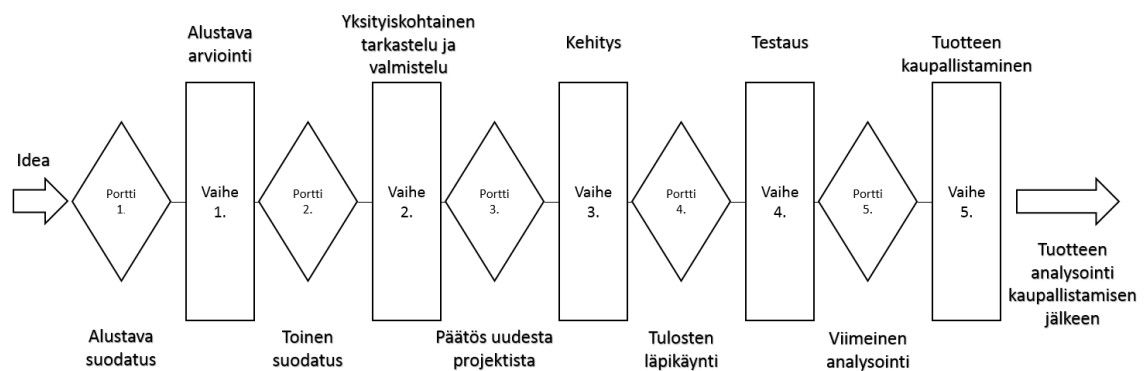 Alustava
arviointi
Yksityiskohtainen
tarkastelu ja
valmistelu
Kehitys
Testaus
Tuotteen
kaupallistaminen
Idea
Portti
1.
Vaihe
1.
Portti
2.
Vaihe
2.
Portti
3.
Vaihe
3.
Portti
4.
Vaihe
4.
Portti
5.
Vaihe
5.
Alustava
suodatus
Toinen
suodatus
Päätös uudesta
projektista
Tulosten
läpikäynti
Viimeinen
analysointi
Tuotteen
analysointi
kaupallistamisen
jälkeen